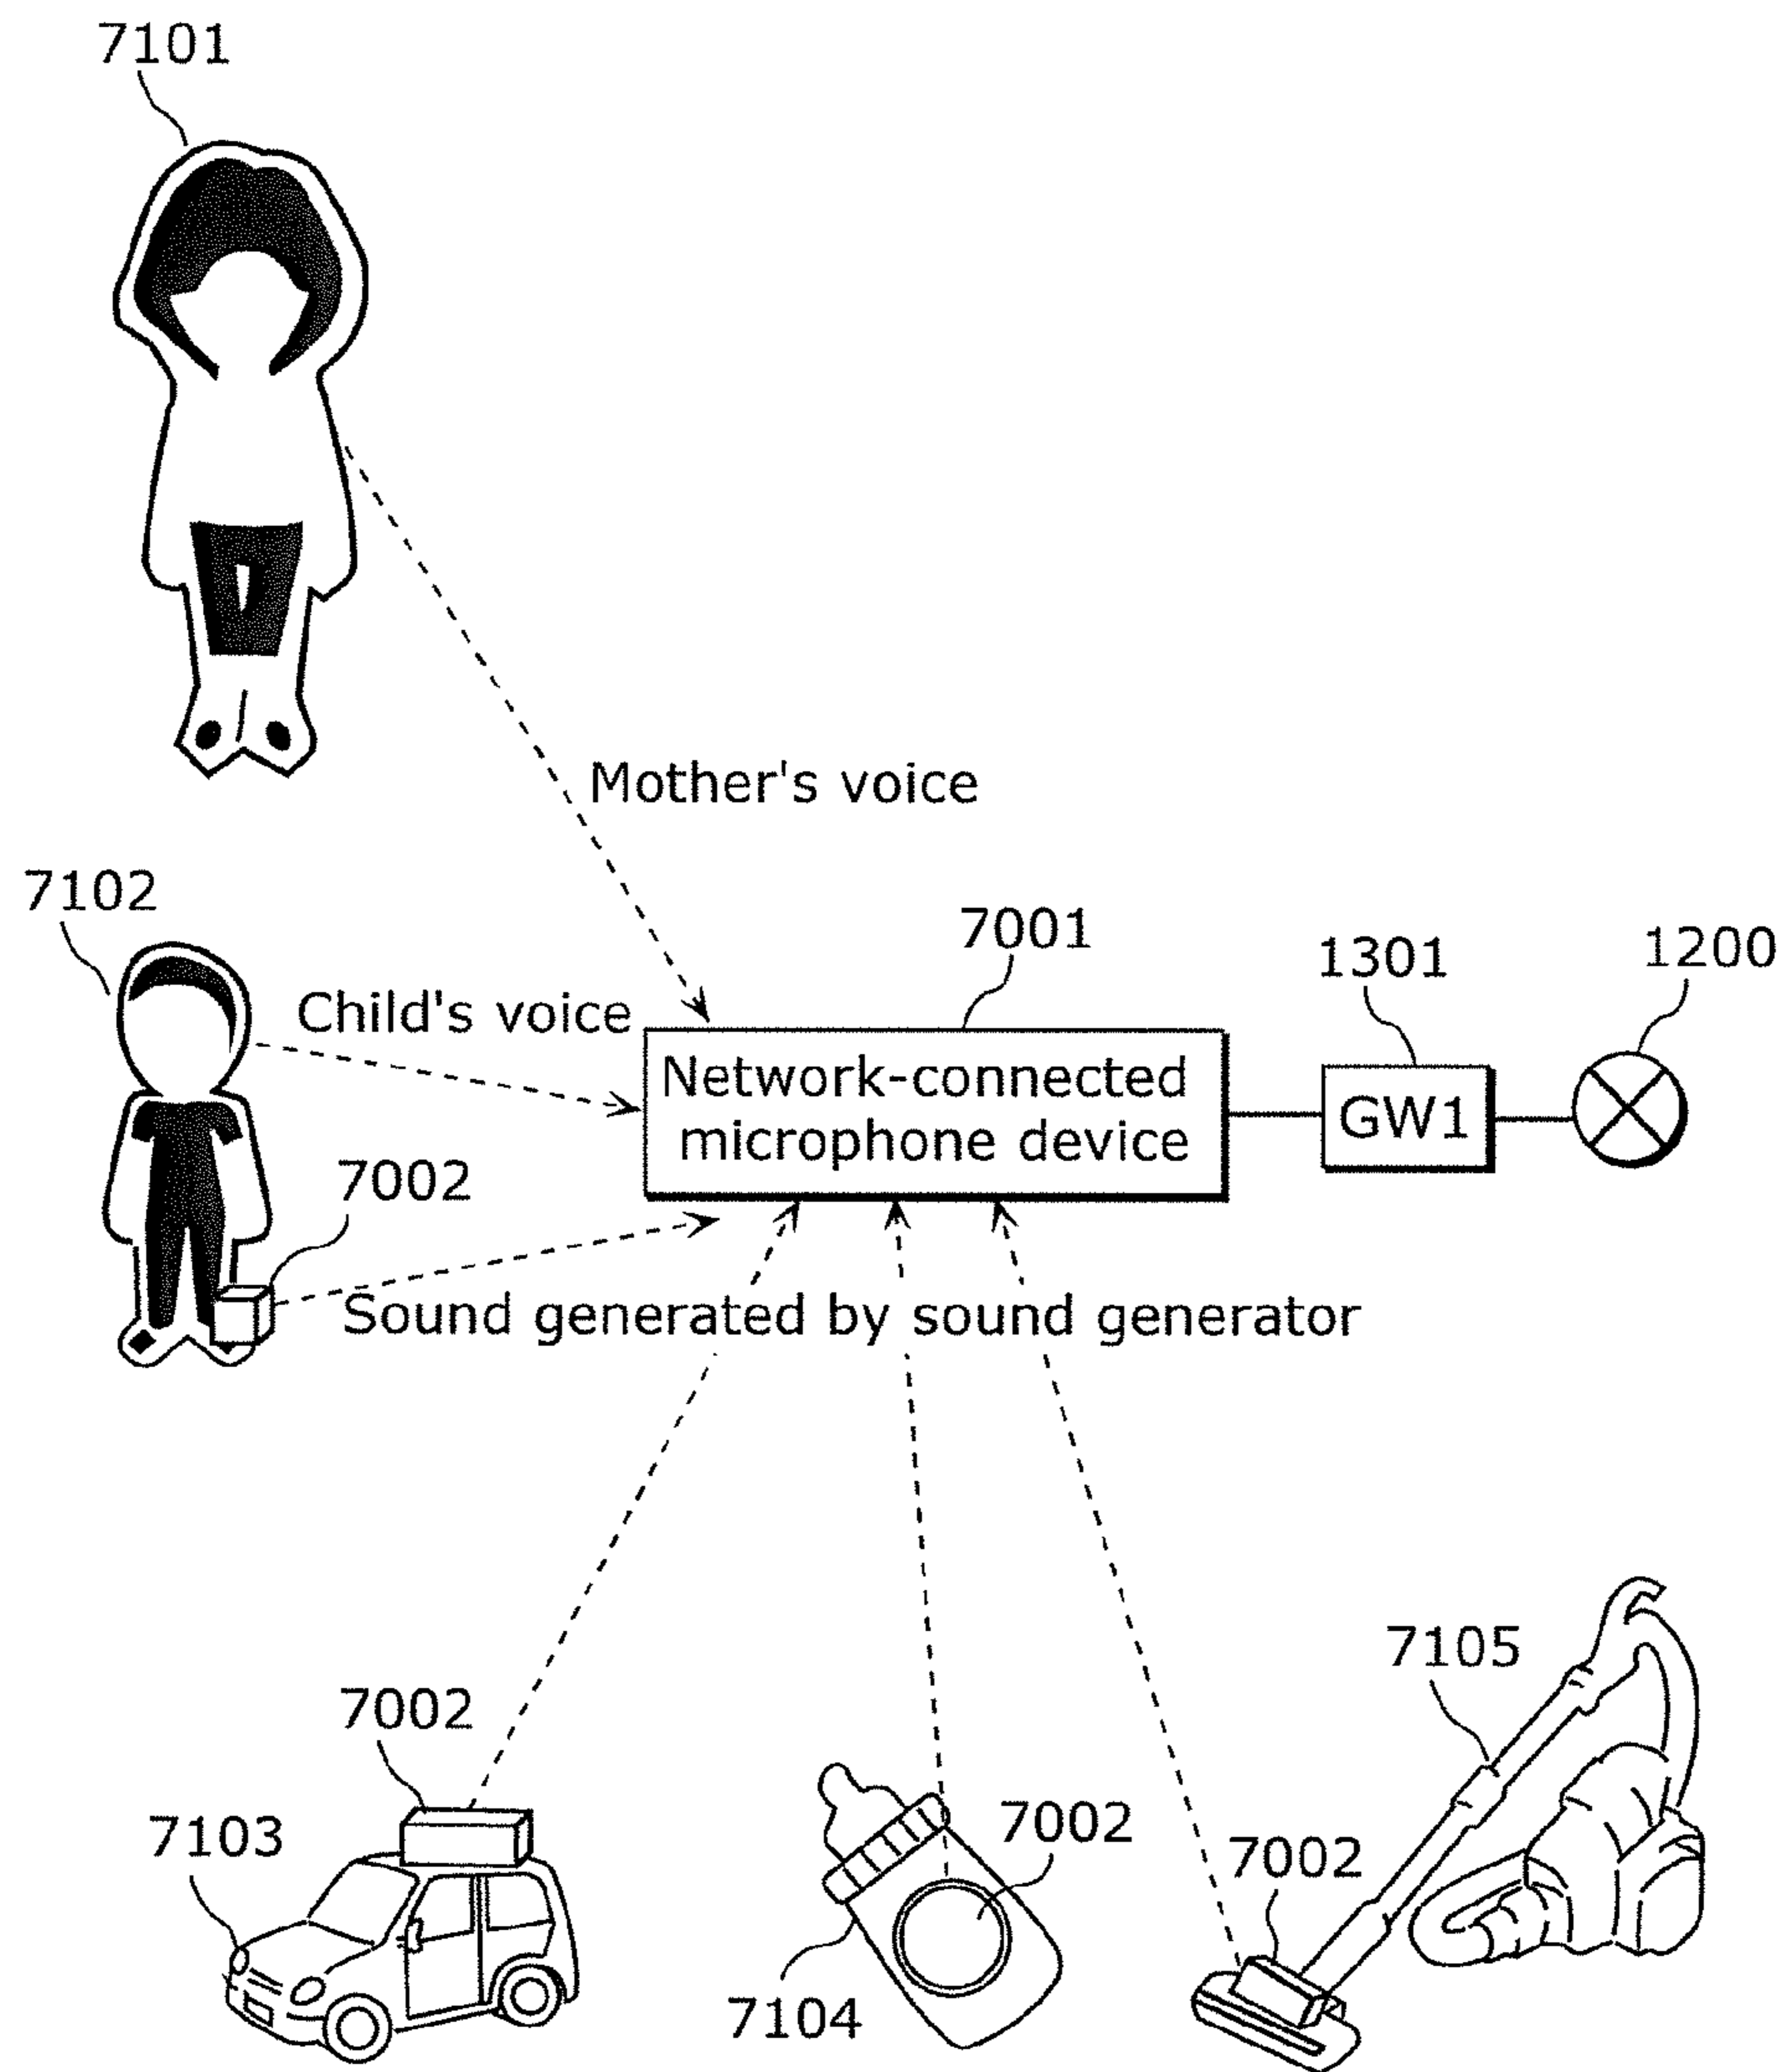 7101
Mother's voice
7102
7001
1301
1200
Child's voice
Network-connected
microphone device
GW1
7002
Sound generated by sound generator
7105
7002
7103
7002
7002
7104